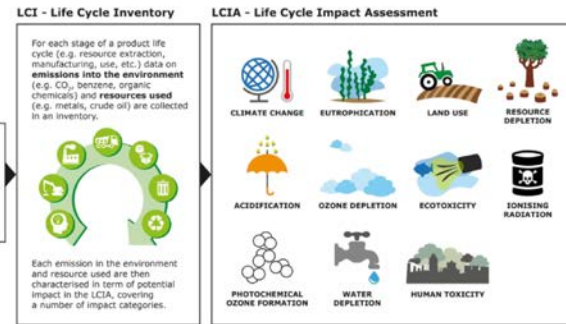 LCI - Life Cycle Inventory
For each stage of a product life
cycle (e.g. resource extraction,
manufacturing, use, etc.) data on
emissions into the environment
(e.g. CO₂, benzene, organic
chemicals) and resources used
(e.g. metals, crude oil) are collected
in an inventory.
Each emission in the environment
and resource used are then
characterised in term of potential
impact in the LCIA, covering
a number of impact categories.
LCIA - Life Cycle Impact Assessment
CLIMATE CHANGE
EUTROPHICATION
LAND USE
RESOURCE
DEPLETION
ACIDIFICATION
OZONE DEPLETION
ECOTOXICITY
IONISING
RADIATION
PHOTOCHEMICAL
OZONE FORMATION
WATER
DEPLETION
HUMAN TOXICITY